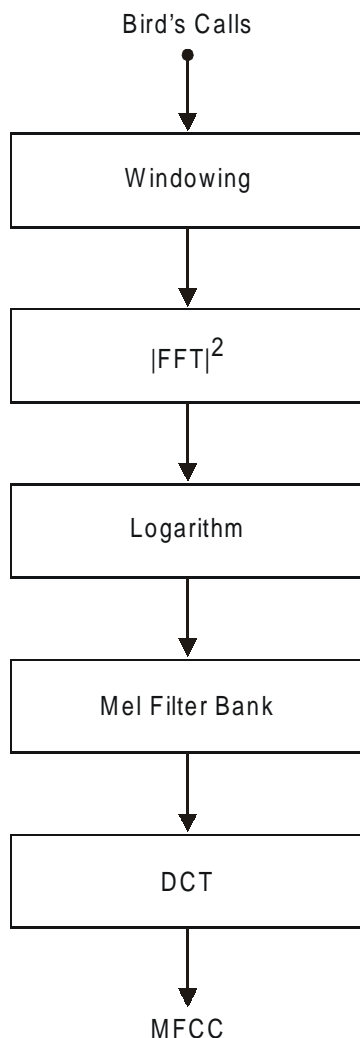 Bird's Calls
Windowing
|FFT|²
Logarithm
Mel Filter Bank
DCT
MFCC